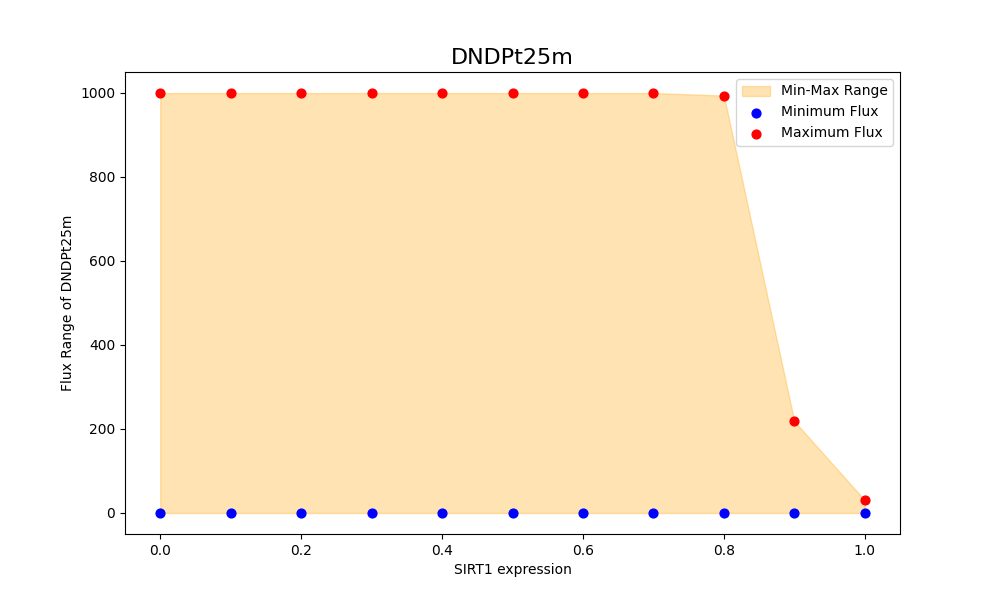 DNDPt25m
Min-Max Range
Minimum Flux
Maximum Flux
Flux Range of DNDPt25m
1000
800
600
400
200
0
0.0 0.2 0.4 0.6 0.8 1.0
SIRT1 expression